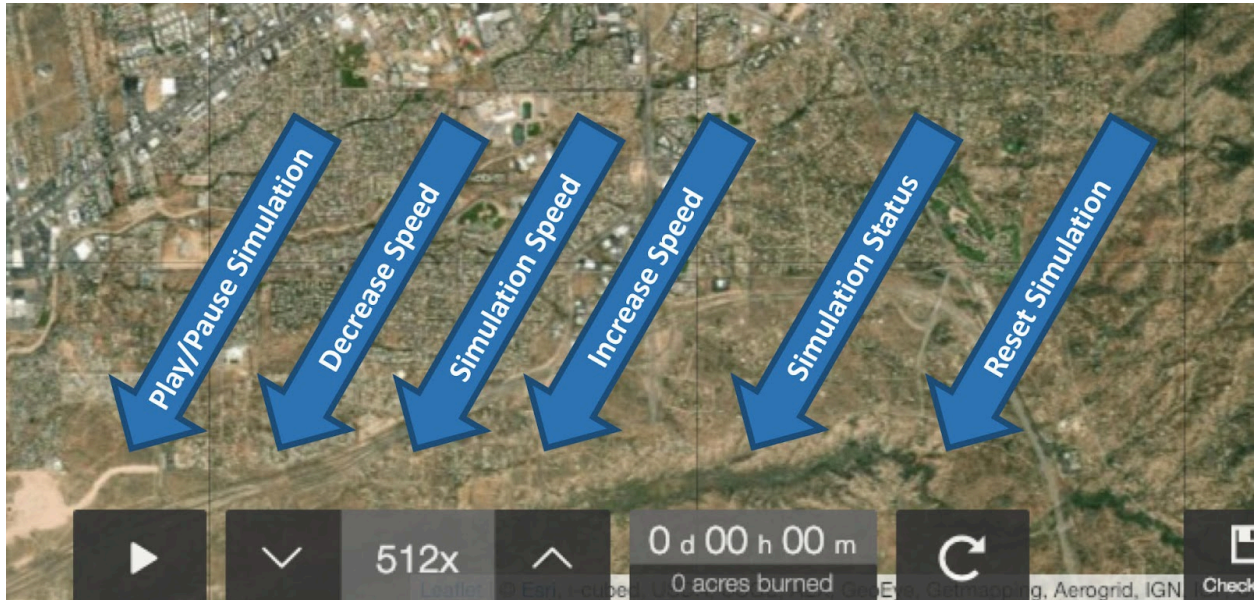 Play/Pause Simulation
Decrease Speed
Simulation Speed
Increase Speed
Simulation Status
Reset Simulation
512x
0 d 00 h 00 m
0 acres burned
Check
Leaflet | © Esri, i-cubed, GeoEye, Getmapping, Aerogrid, IGN,